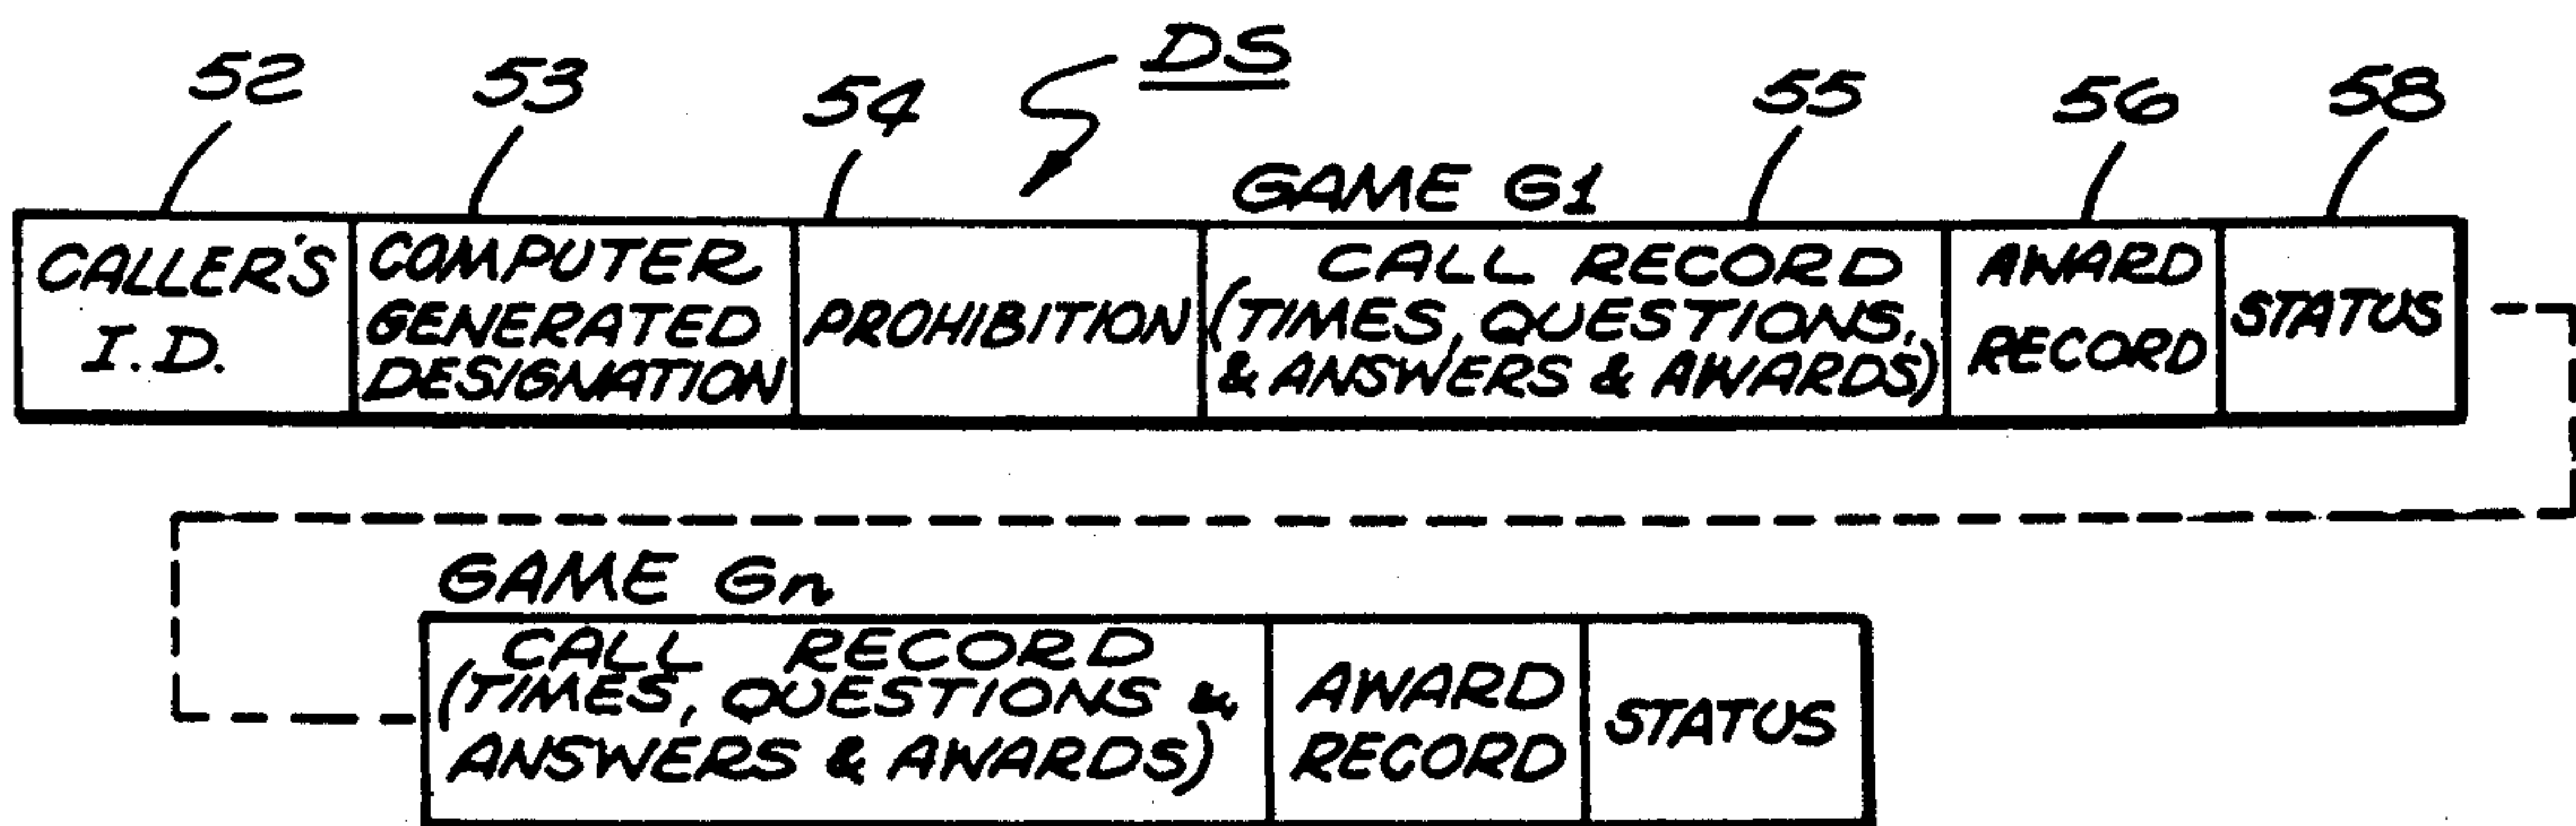 DS
52 53 54 55 56 58
GAME G1
CALLER'S
I.D.
COMPUTER
GENERATED
DESIGNATION
PROHIBITION
CALL RECORD
(TIMES, QUESTIONS,
& ANSWERS & AWARDS)
AWARD
RECORD
STATUS
GAME Gn
CALL RECORD
(TIMES, QUESTIONS &
ANSWERS & AWARDS)
AWARD
RECORD
STATUS